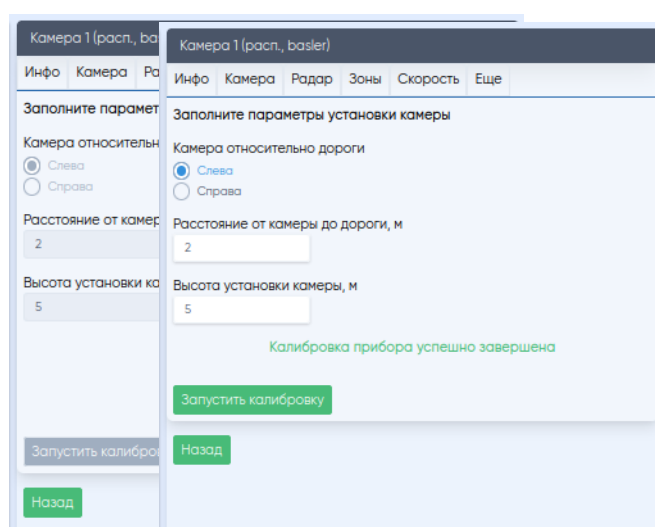 Камера 1 (расп., ba
Инфо Камера Ра
Заполните парамет
Камера относительн
Слева
Справа
Расстояние от камер
2
Высота установки ка
5
Запустить калибро
Назад
Камера 1 (расп., basler)
Инфо Камера Радар Зоны Скорость Еще
Заполните параметры установки камеры
Камера относительно дороги
Слева
Справа
Расстояние от камеры до дороги, м
2
Высота установки камеры, м
5
Калибровка прибора успешно завершена
Запустить калибровку
Назад